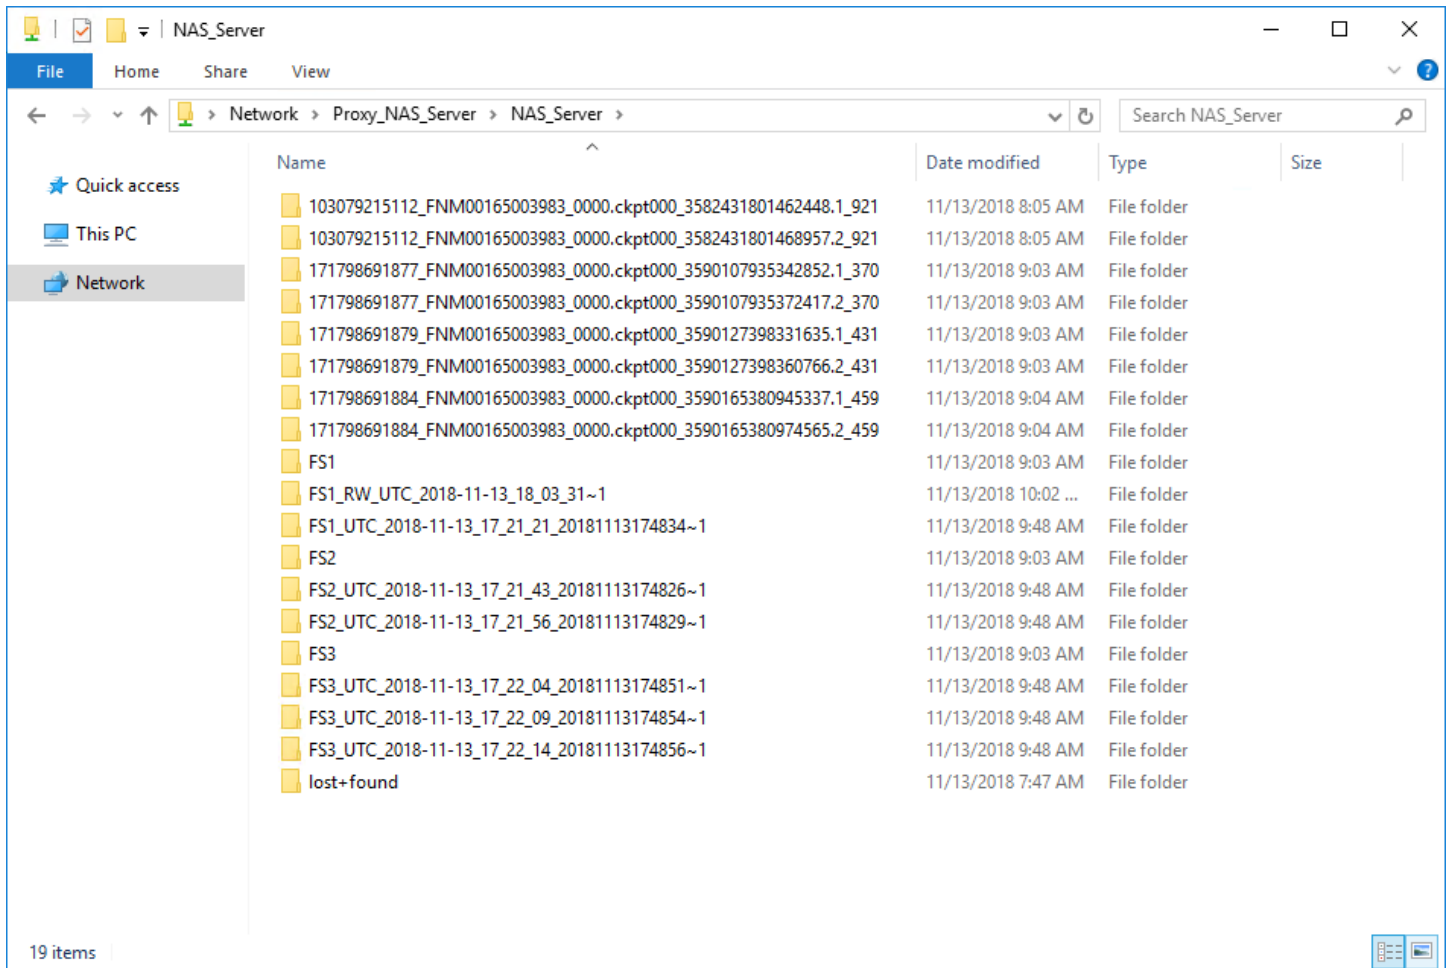 NAS_Server
File Home Share View
Network > Proxy_NAS_Server > NAS_Server >
Search NAS_Server
Name Date modified Type Size
Quick access
This PC
Network
103079215112_FNM00165003983_0000.ckpt000_3582431801462448.1_921 11/13/2018 8:05 AM File folder
103079215112_FNM00165003983_0000.ckpt000_3582431801468957.2_921 11/13/2018 8:05 AM File folder
171798691877_FNM00165003983_0000.ckpt000_3590107935342852.1_370 11/13/2018 9:03 AM File folder
171798691877_FNM00165003983_0000.ckpt000_3590107935372417.2_370 11/13/2018 9:03 AM File folder
171798691879_FNM00165003983_0000.ckpt000_3590127398331635.1_431 11/13/2018 9:03 AM File folder
171798691879_FNM00165003983_0000.ckpt000_3590127398360766.2_431 11/13/2018 9:03 AM File folder
171798691884_FNM00165003983_0000.ckpt000_3590165380945337.1_459 11/13/2018 9:04 AM File folder
171798691884_FNM00165003983_0000.ckpt000_3590165380974565.2_459 11/13/2018 9:04 AM File folder
FS1 11/13/2018 9:03 AM File folder
FS1_RW_UTC_2018-11-13_18_03_31~1 11/13/2018 10:02 ... File folder
FS1_UTC_2018-11-13_17_21_21_20181113174834~1 11/13/2018 9:48 AM File folder
FS2 11/13/2018 9:03 AM File folder
FS2_UTC_2018-11-13_17_21_43_20181113174826~1 11/13/2018 9:48 AM File folder
FS2_UTC_2018-11-13_17_21_56_20181113174829~1 11/13/2018 9:48 AM File folder
FS3 11/13/2018 9:03 AM File folder
FS3_UTC_2018-11-13_17_22_04_20181113174851~1 11/13/2018 9:48 AM File folder
FS3_UTC_2018-11-13_17_22_09_20181113174854~1 11/13/2018 9:48 AM File folder
FS3_UTC_2018-11-13_17_22_14_20181113174856~1 11/13/2018 9:48 AM File folder
lost+found 11/13/2018 7:47 AM File folder
19 items